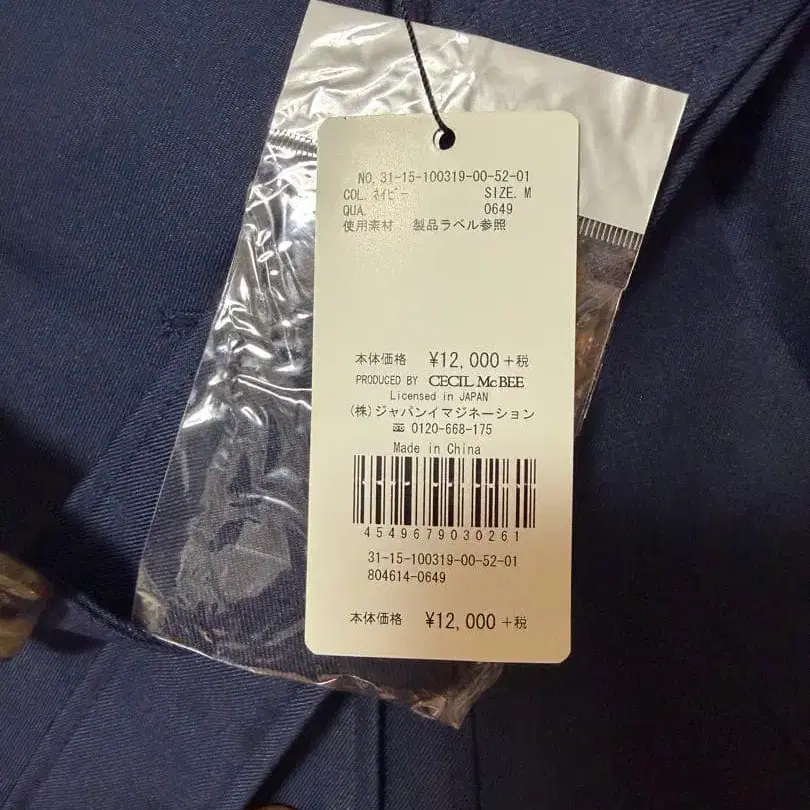 NO. 31-15-100319-00-52-01
COL. ネイビー SIZE. M
QUA. 0649
使用素材 製品ラベル参照
本体価格 ¥12,000+税
PRODUCED BY CECIL McBEE
Licensed in JAPAN
(株)ジャパンイマジネーション
0120-668-175
Made in China
4549679030261
31-15-100319-00-52-01
804614-0649
本体価格 ¥12,000+税